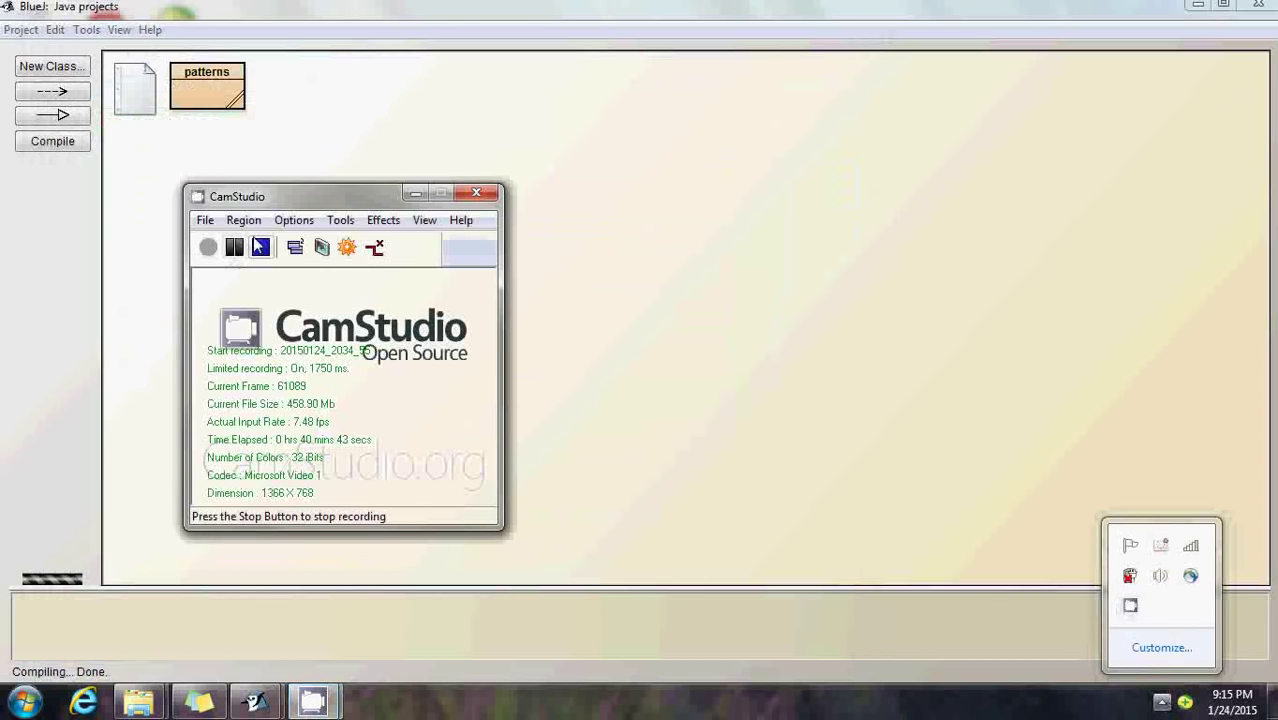 BlueJ: Java projects
Project Edit Tools View Help
New Class...
Compile
patterns
CamStudio
File Region Options Tools Effects View Help
CamStudio
Open Source
Start recording : 20150124_2034_55
Limited recording : On, 1750 ms.
Current Frame : 61089
Current File Size : 458.90 Mb
Actual Input Rate : 7.48 fps
Time Elapsed : 0 hrs 40 mins 43 secs
Number of Colors : 32 iBits
CamStudio.org
Codec : Microsoft Video 1
Dimension 1366 X 768
Press the Stop Button to stop recording
Customize...
Compiling... Done.
9:15 PM
1/24/2015